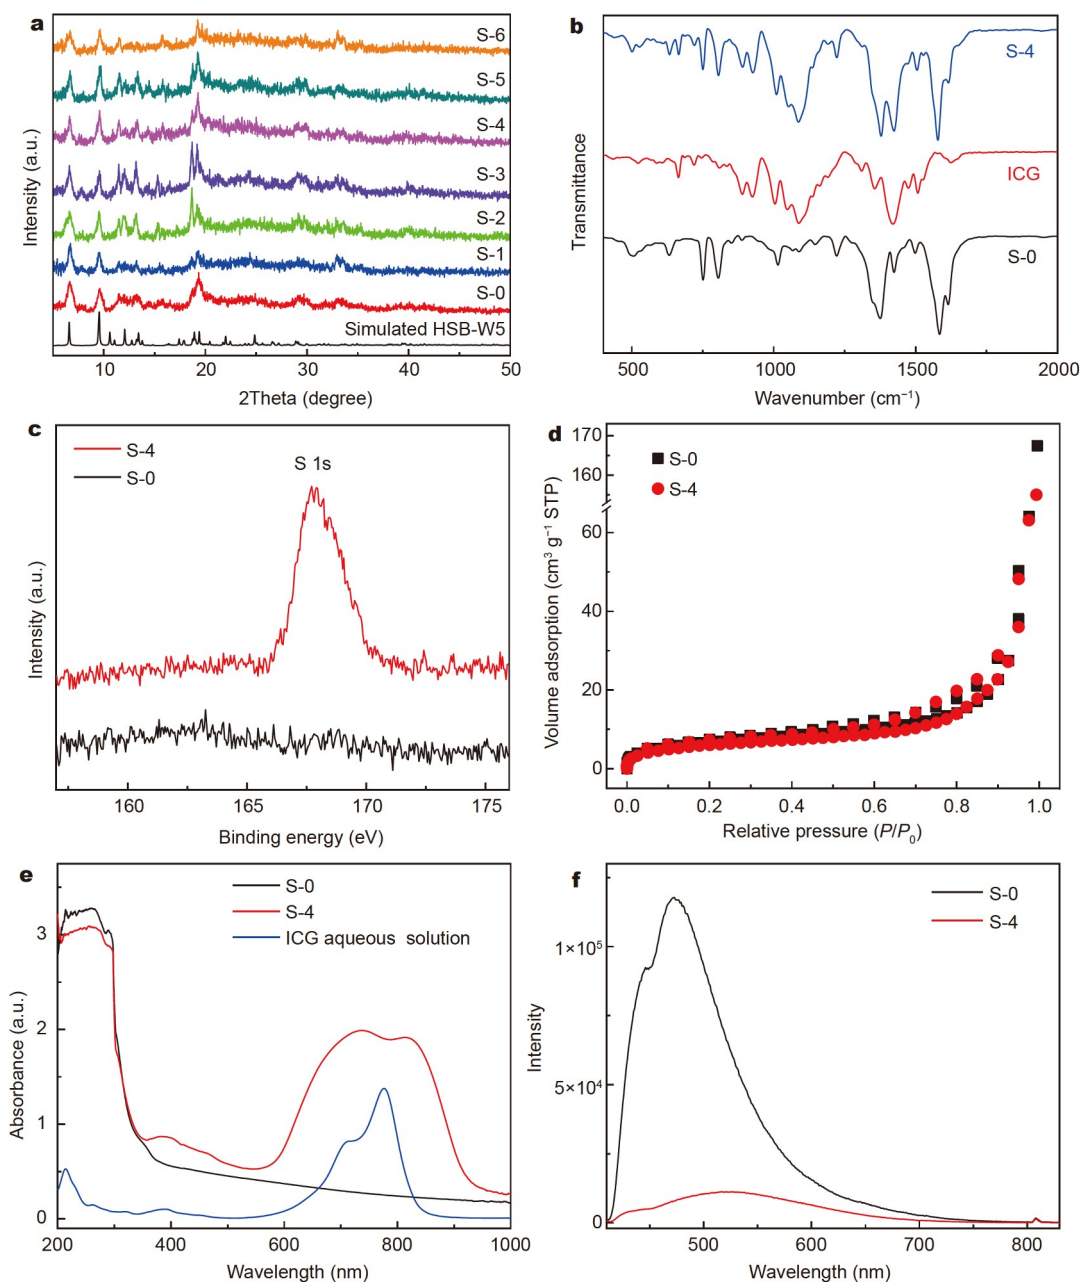 a
S-6
S-5
S-4
S-3
S-2
S-1
S-0
Simulated HSB-W5
Intensity (a.u.)
10 20 30 40 50
2Theta (degree)
b
S-4
ICG
S-0
Transmittance
500 1000 1500 2000
Wavenumber (cm⁻¹)
c
S-4
S-0
S 1s
Intensity (a.u.)
160 165 170 175
Binding energy (eV)
d
S-0
S-4
170
160
60
40
20
0
Volume adsorption (cm³ g⁻¹ STP)
0.0 0.2 0.4 0.6 0.8 1.0
Relative pressure (P/P₀)
e
S-0
S-4
ICG aqueous solution
3
2
1
0
Absorbance (a.u.)
200 400 600 800 1000
Wavelength (nm)
f
S-0
S-4
1×10⁵
5×10⁴
0
Intensity
500 600 700 800
Wavelength (nm)